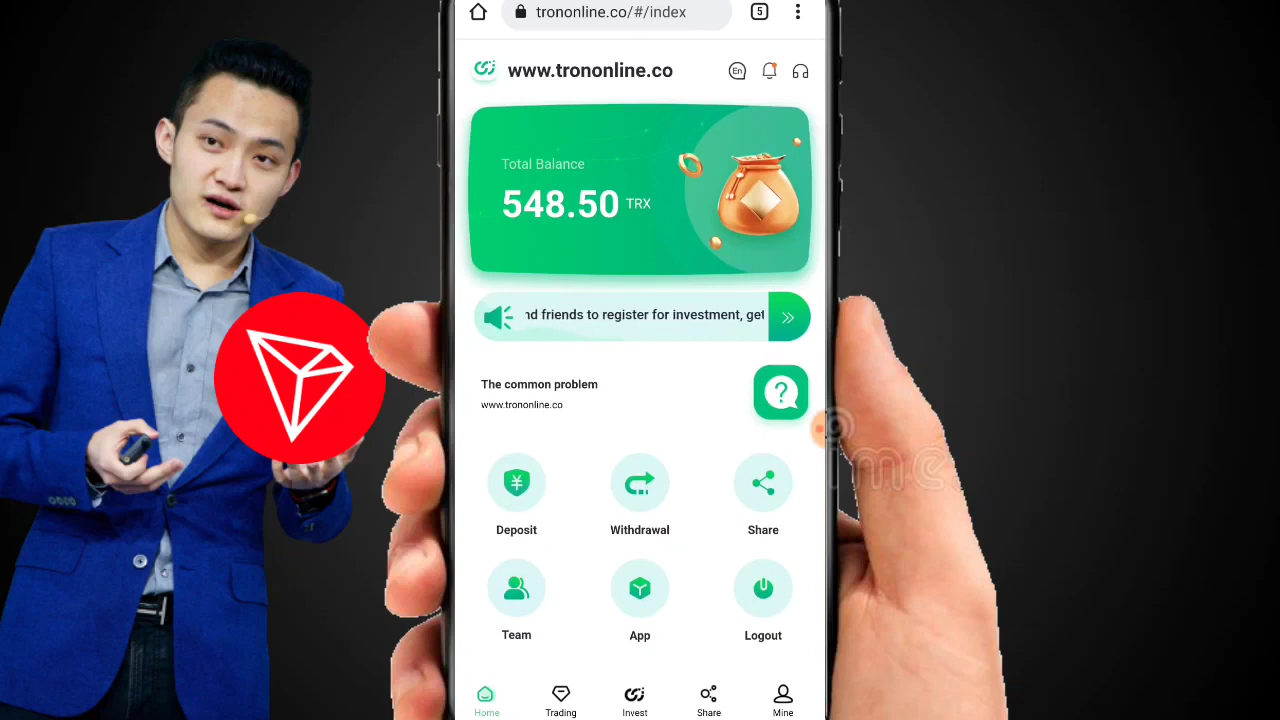 trononline.co/#/index
5
www.trononline.co
En
Total Balance
548.50 TRX
nd friends to register for investment, get
The common problem
www.trononline.co
?
¥
Deposit
Withdrawal
Share
Team
App
Logout
Home
Trading
Invest
Share
Mine